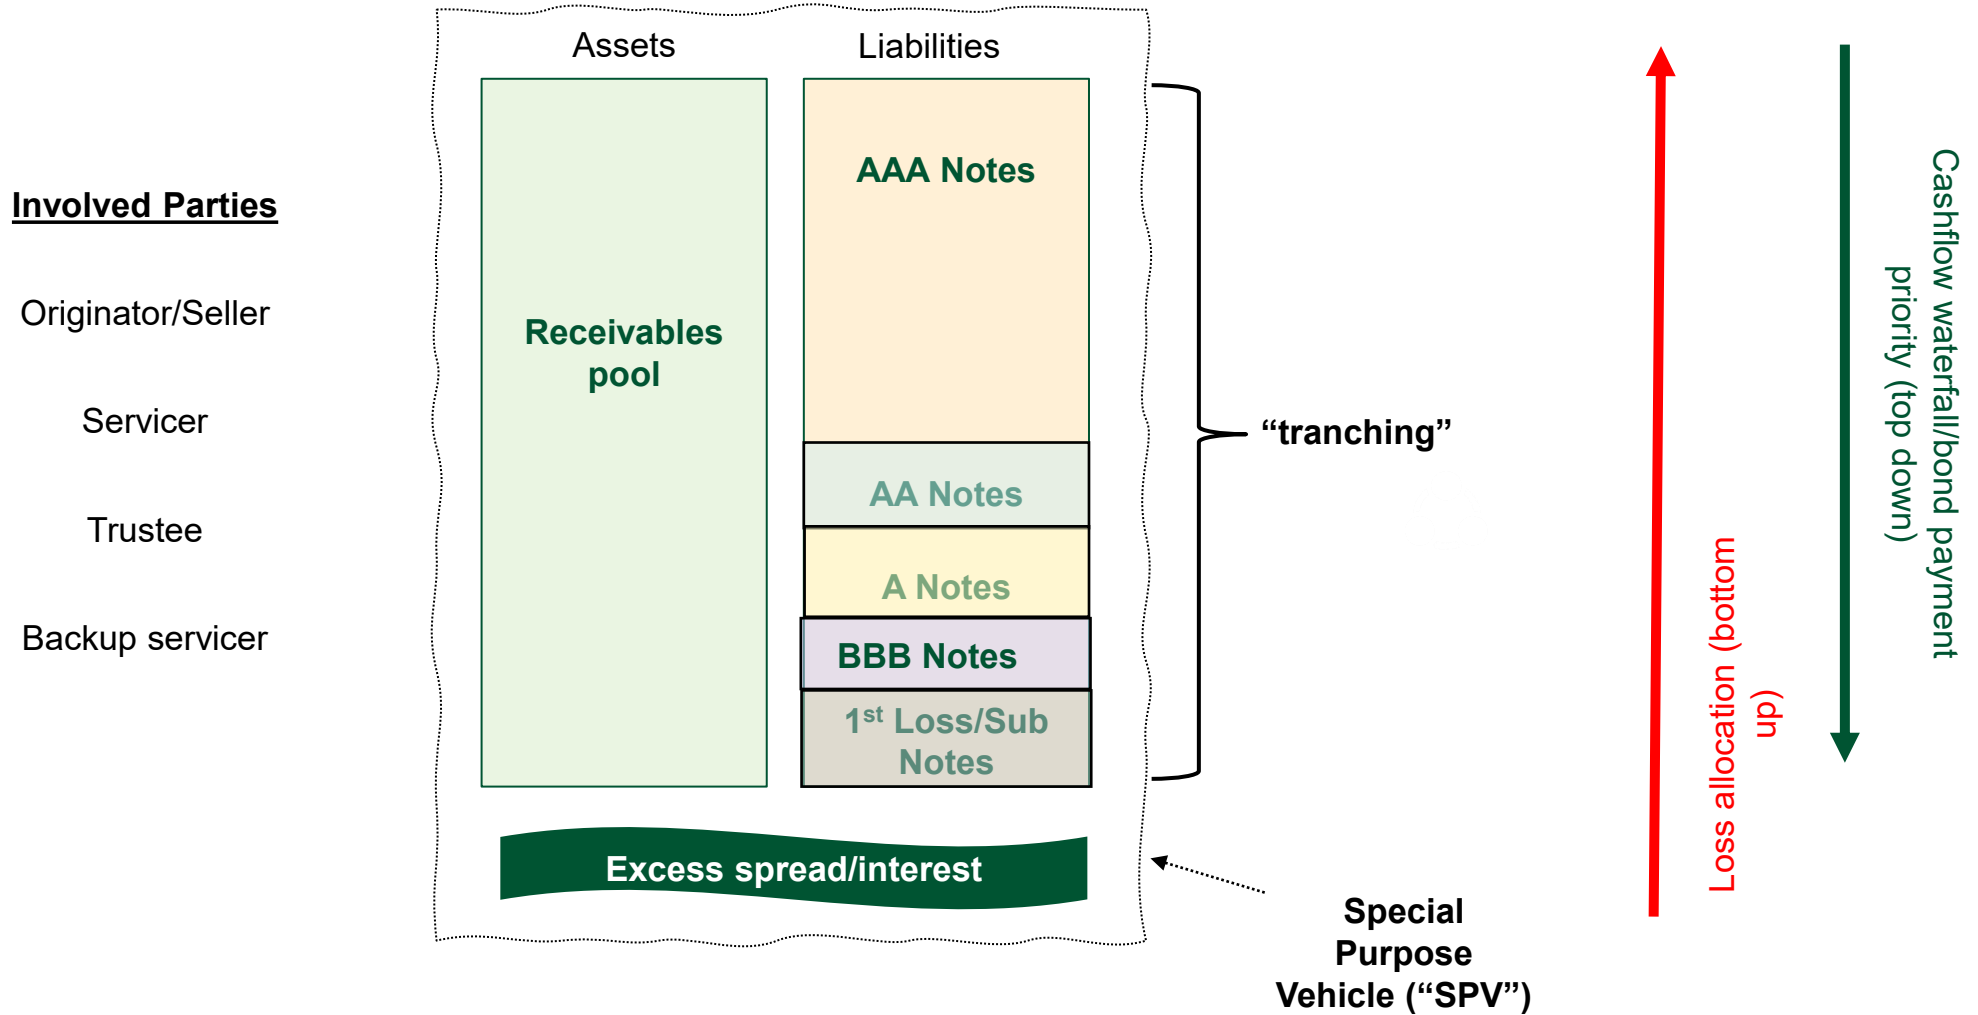 Assets
Liabilities
Involved Parties
Originator/Seller
Servicer
Trustee
Backup servicer
Receivables
pool
AAA Notes
AA Notes
A Notes
BBB Notes
1st Loss/Sub
Notes
Excess spread/interest
“tranching”
Special
Purpose
Vehicle (“SPV”)
Loss allocation (bottom
up)
Cashflow waterfall/bond payment
priority (top down)